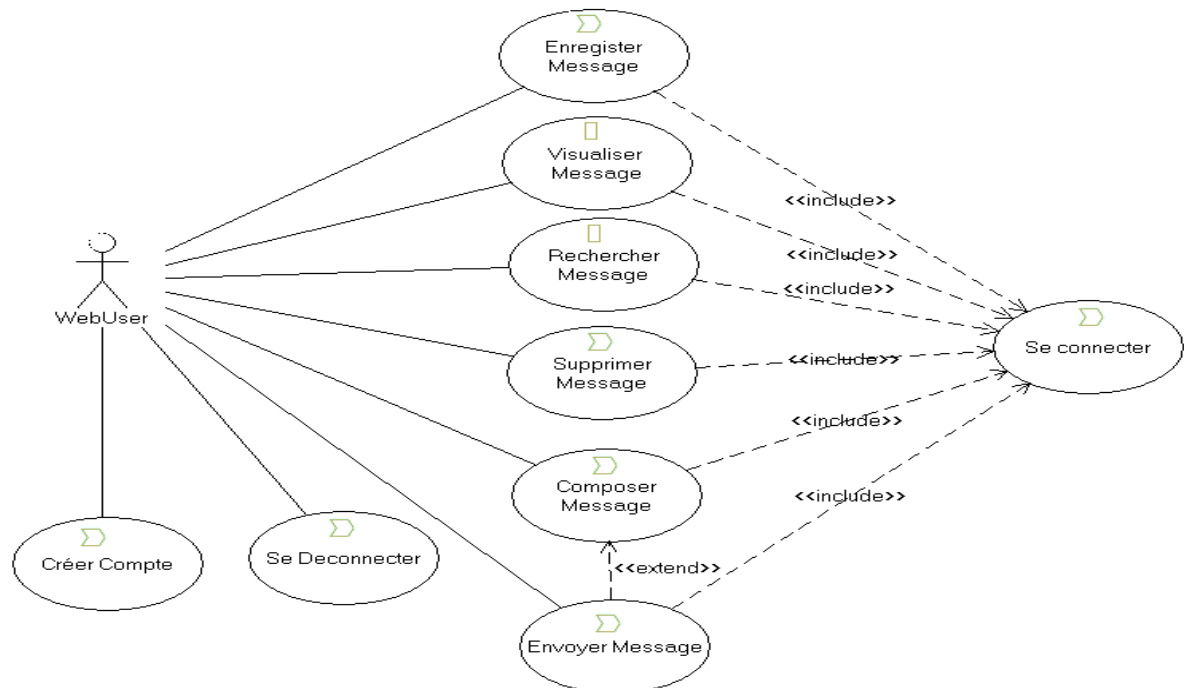 Enregister
Message
Visualiser
Message
<<include>>
Rechercher
Message
<<include>>
<<include>>
WebUser
Se connecter
Supprimer
Message
<<include>>
<<include>>
Composer
Message
<<include>>
Créer Compte
Se Deconnecter
<<extend>>
Envoyer Message